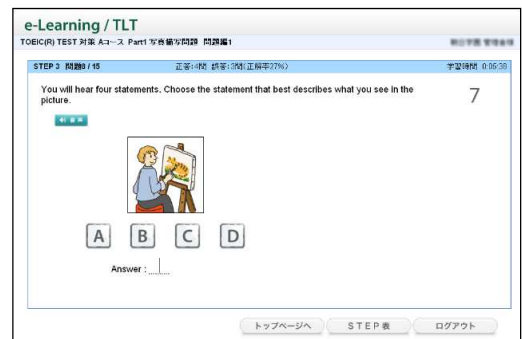 e-Learning / TLT
TOEIC(R) TEST 対策 Aコース Part1 写真描写問題 問題編1
STEP 3 問題8 / 15 正答:4問 誤答:3問(正解率27%) 学習時間 0:05:38
You will hear four statements. Choose the statement that best describes what you see in the
picture.
7
A B C D
Answer :
トップページへ STEP表 ログアウト